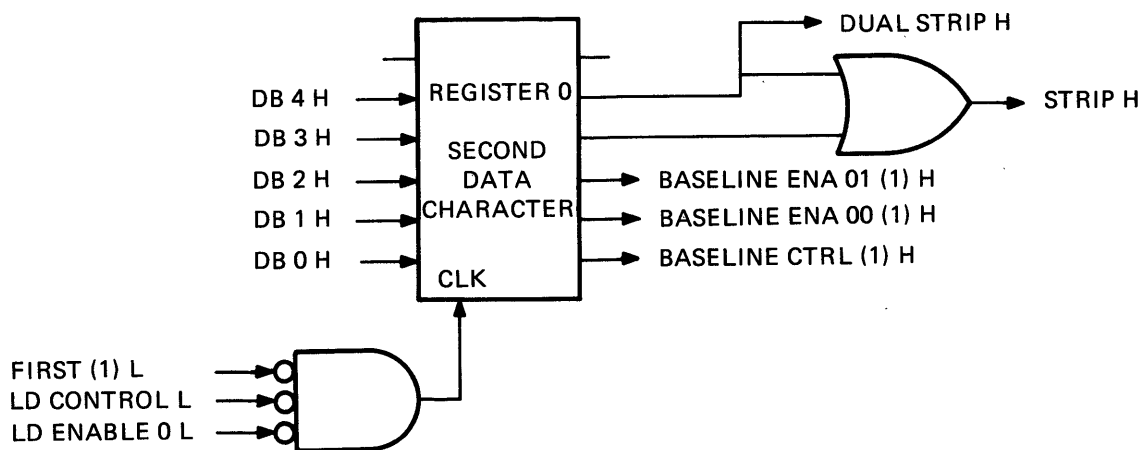 DUAL STRIP H
DB 4 H
REGISTER 0
STRIP H
DB 3 H
SECOND
DB 2 H
DATA
BASELINE ENA 01 (1) H
DB 1 H
CHARACTER
BASELINE ENA 00 (1) H
DB 0 H
BASELINE CTRL (1) H
CLK
FIRST (1) L
LD CONTROL L
LD ENABLE 0 L